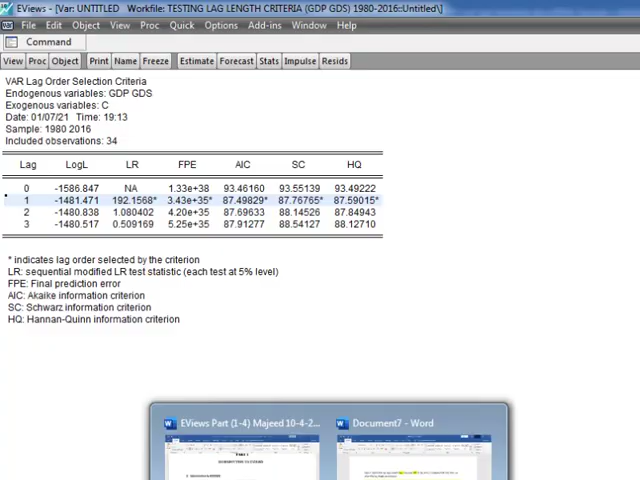 EViews - [Var: UNTITLED Workfile: TESTING LAG LENGTH CRITERIA (GDP GDS) 1980-2016::Untitled\]
File Edit Object View Proc Quick Options Add-ins Window Help
Command
View Proc Object Print Name Freeze Estimate Forecast Stats Impulse Resids
VAR Lag Order Selection Criteria
Endogenous variables: GDP GDS
Exogenous variables: C
Date: 01/07/21 Time: 19:13
Sample: 1980 2016
Included observations: 34
Lag LogL LR FPE AIC SC HQ
0 -1586.847 NA 1.33e+38 93.46160 93.55139 93.49222
1 -1481.471 192.1568* 3.43e+35* 87.49829* 87.76765* 87.59015*
2 -1480.838 1.080402 4.20e+35 87.69633 88.14526 87.84943
3 -1480.517 0.509169 5.25e+35 87.91277 88.54127 88.12710
* indicates lag order selected by the criterion
LR: sequential modified LR test statistic (each test at 5% level)
FPE: Final prediction error
AIC: Akaike information criterion
SC: Schwarz information criterion
HQ: Hannan-Quinn information criterion
EViews Part (1-4) Majeed 10-4-2... Document7 - Word